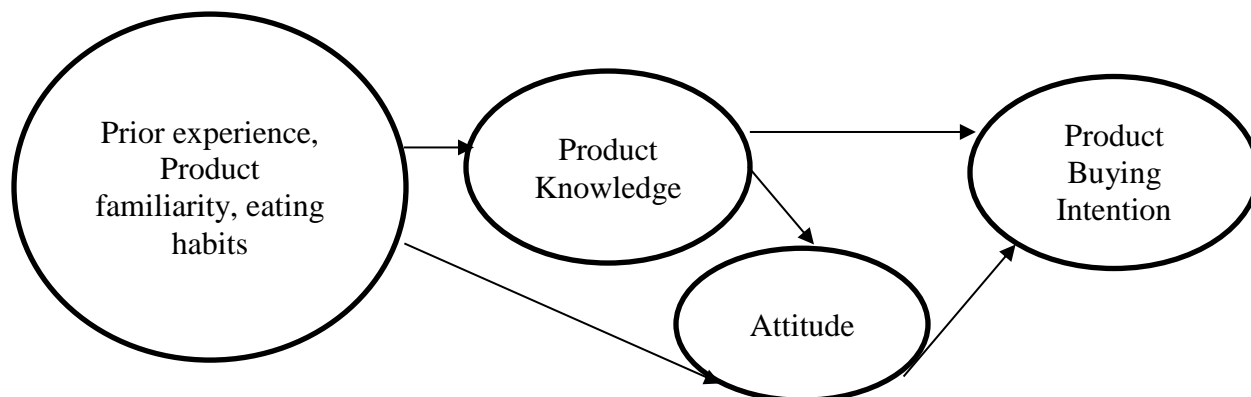 Prior experience,
Product
familiarity, eating
habits
Product
Knowledge
Attitude
Product
Buying
Intention